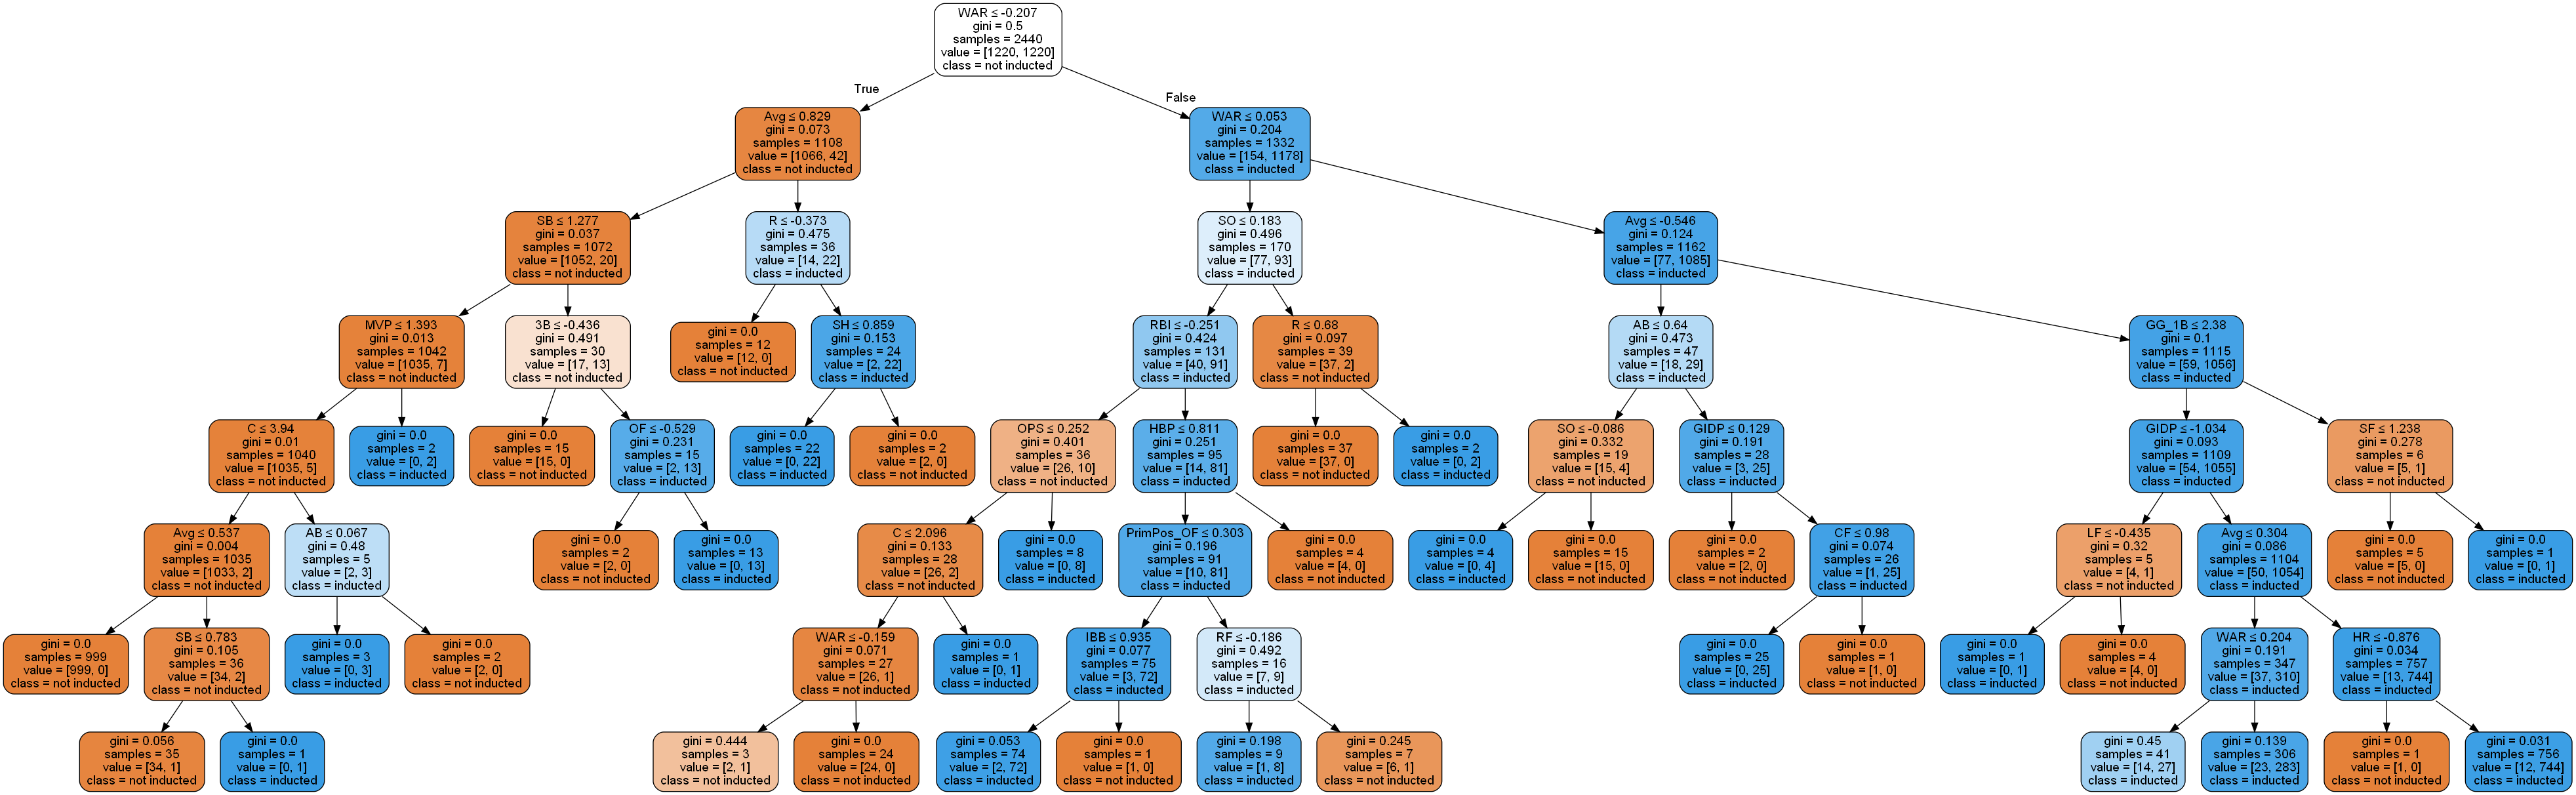 WAR ≤ -0.207
gini = 0.5
samples = 2440
value = [1220, 1220]
class = not inducted
True
False
Avg ≤ 0.829
gini = 0.073
samples = 1108
value = [1066, 42]
class = not inducted
WAR ≤ 0.053
gini = 0.204
samples = 1332
value = [154, 1178]
class = inducted
SB ≤ 1.277
gini = 0.037
samples = 1072
value = [1052, 20]
class = not inducted
R ≤ -0.373
gini = 0.475
samples = 36
value = [14, 22]
class = inducted
SO ≤ 0.183
gini = 0.496
samples = 170
value = [77, 93]
class = inducted
Avg ≤ -0.546
gini = 0.124
samples = 1162
value = [77, 1085]
class = inducted
MVP ≤ 1.393
gini = 0.013
samples = 1042
value = [1035, 7]
class = not inducted
3B ≤ -0.436
gini = 0.491
samples = 30
value = [17, 13]
class = not inducted
gini = 0.0
samples = 12
value = [12, 0]
class = not inducted
SH ≤ 0.859
gini = 0.153
samples = 24
value = [2, 22]
class = inducted
RBI ≤ -0.251
gini = 0.424
samples = 131
value = [40, 91]
class = inducted
R ≤ 0.68
gini = 0.097
samples = 39
value = [37, 2]
class = not inducted
AB ≤ 0.64
gini = 0.473
samples = 47
value = [18, 29]
class = inducted
GG_1B ≤ 2.38
gini = 0.1
samples = 1115
value = [59, 1056]
class = inducted
C ≤ 3.94
gini = 0.01
samples = 1040
value = [1035, 5]
class = not inducted
gini = 0.0
samples = 2
value = [0, 2]
class = inducted
gini = 0.0
samples = 15
value = [15, 0]
class = not inducted
OF ≤ -0.529
gini = 0.231
samples = 15
value = [2, 13]
class = inducted
gini = 0.0
samples = 22
value = [0, 22]
class = inducted
gini = 0.0
samples = 2
value = [2, 0]
class = not inducted
OPS ≤ 0.252
gini = 0.401
samples = 36
value = [26, 10]
class = not inducted
HBP ≤ 0.811
gini = 0.251
samples = 95
value = [14, 81]
class = inducted
gini = 0.0
samples = 37
value = [37, 0]
class = not inducted
gini = 0.0
samples = 2
value = [0, 2]
class = inducted
SO ≤ -0.086
gini = 0.332
samples = 19
value = [15, 4]
class = not inducted
GIDP ≤ 0.129
gini = 0.191
samples = 28
value = [3, 25]
class = inducted
GIDP ≤ -1.034
gini = 0.093
samples = 1109
value = [54, 1055]
class = inducted
SF ≤ 1.238
gini = 0.278
samples = 6
value = [5, 1]
class = not inducted
Avg ≤ 0.537
gini = 0.004
samples = 1035
value = [1033, 2]
class = not inducted
AB ≤ 0.067
gini = 0.48
samples = 5
value = [2, 3]
class = inducted
gini = 0.0
samples = 2
value = [2, 0]
class = not inducted
gini = 0.0
samples = 13
value = [0, 13]
class = inducted
C ≤ 2.096
gini = 0.133
samples = 28
value = [26, 2]
class = not inducted
gini = 0.0
samples = 8
value = [0, 8]
class = inducted
PrimPos_OF ≤ 0.303
gini = 0.196
samples = 91
value = [10, 81]
class = inducted
gini = 0.0
samples = 4
value = [4, 0]
class = not inducted
gini = 0.0
samples = 4
value = [0, 4]
class = inducted
gini = 0.0
samples = 15
value = [15, 0]
class = not inducted
gini = 0.0
samples = 2
value = [2, 0]
class = not inducted
CF ≤ 0.98
gini = 0.074
samples = 26
value = [1, 25]
class = inducted
LF ≤ -0.435
gini = 0.32
samples = 5
value = [4, 1]
class = not inducted
Avg ≤ 0.304
gini = 0.086
samples = 1104
value = [50, 1054]
class = inducted
gini = 0.0
samples = 5
value = [5, 0]
class = not inducted
gini = 0.0
samples = 1
value = [0, 1]
class = inducted
gini = 0.0
samples = 999
value = [999, 0]
class = not inducted
SB ≤ 0.783
gini = 0.105
samples = 36
value = [34, 2]
class = not inducted
gini = 0.0
samples = 3
value = [0, 3]
class = inducted
gini = 0.0
samples = 2
value = [2, 0]
class = not inducted
WAR ≤ -0.159
gini = 0.071
samples = 27
value = [26, 1]
class = not inducted
gini = 0.0
samples = 1
value = [0, 1]
class = inducted
IBB ≤ 0.935
gini = 0.077
samples = 75
value = [3, 72]
class = inducted
RF ≤ -0.186
gini = 0.492
samples = 16
value = [7, 9]
class = inducted
gini = 0.0
samples = 25
value = [0, 25]
class = inducted
gini = 0.0
samples = 1
value = [1, 0]
class = not inducted
gini = 0.0
samples = 1
value = [0, 1]
class = inducted
gini = 0.0
samples = 4
value = [4, 0]
class = not inducted
WAR ≤ 0.204
gini = 0.191
samples = 347
value = [37, 310]
class = inducted
HR ≤ -0.876
gini = 0.034
samples = 757
value = [13, 744]
class = inducted
gini = 0.056
samples = 35
value = [34, 1]
class = not inducted
gini = 0.0
samples = 1
value = [0, 1]
class = inducted
gini = 0.444
samples = 3
value = [2, 1]
class = not inducted
gini = 0.0
samples = 24
value = [24, 0]
class = not inducted
gini = 0.053
samples = 74
value = [2, 72]
class = inducted
gini = 0.0
samples = 1
value = [1, 0]
class = not inducted
gini = 0.198
samples = 9
value = [1, 8]
class = inducted
gini = 0.245
samples = 7
value = [6, 1]
class = not inducted
gini = 0.45
samples = 41
value = [14, 27]
class = inducted
gini = 0.139
samples = 306
value = [23, 283]
class = inducted
gini = 0.0
samples = 1
value = [1, 0]
class = not inducted
gini = 0.031
samples = 756
value = [12, 744]
class = inducted